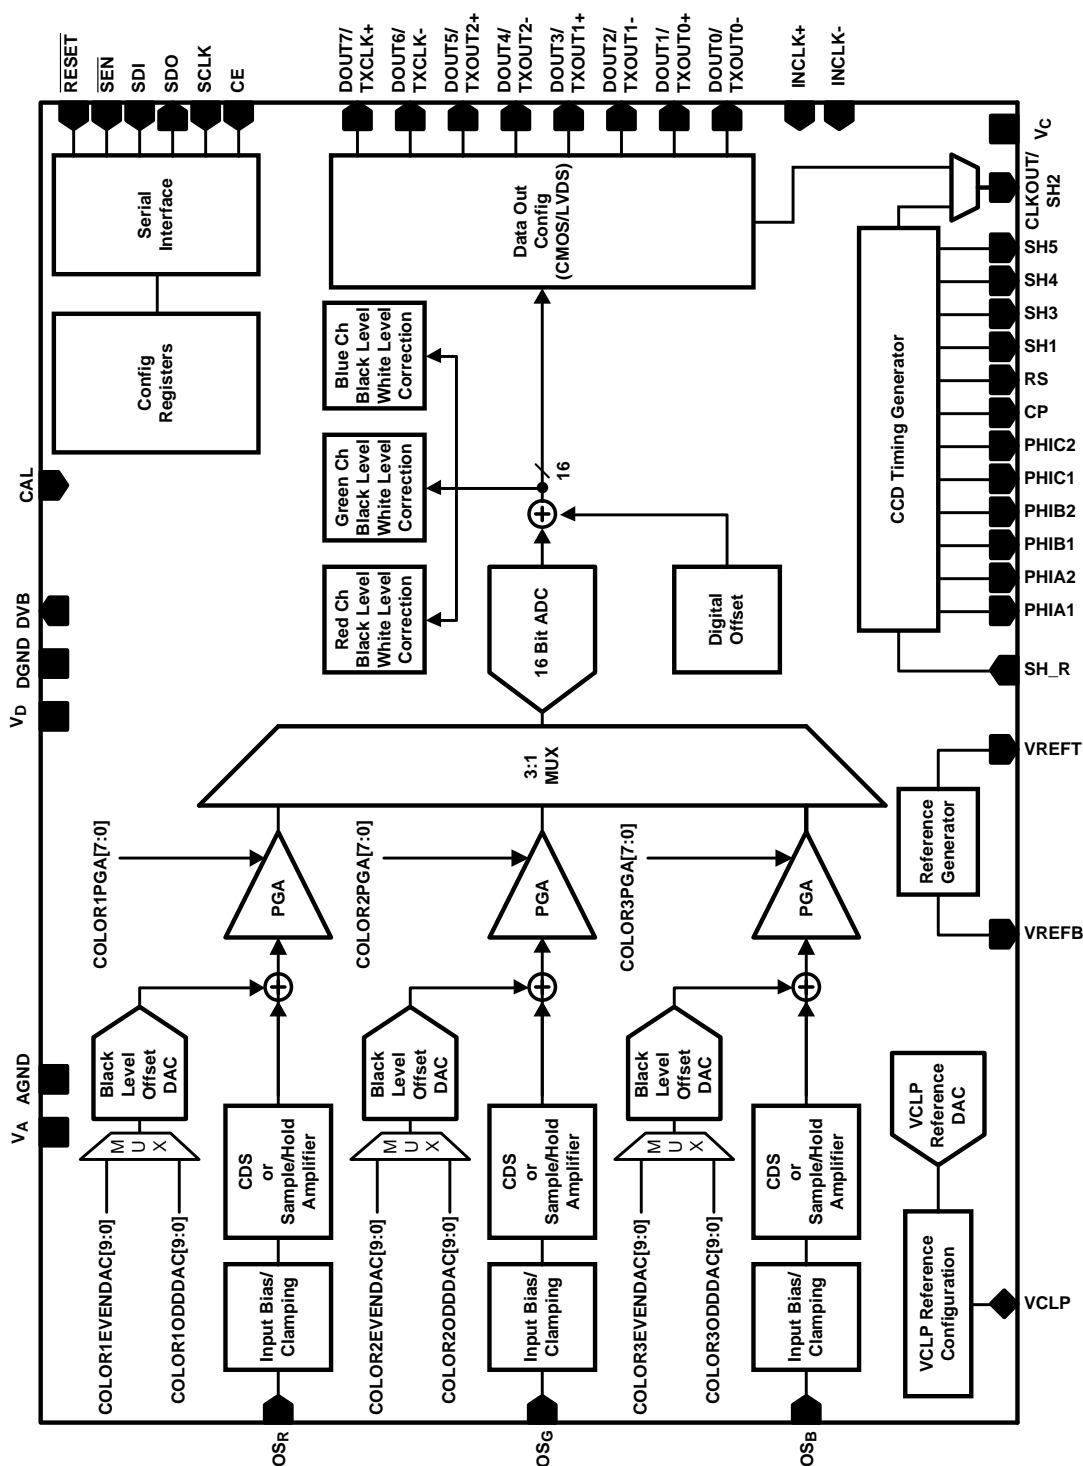 RESET
SEN
SDI
SDO
SCLK
CE
DOUT7/
TXCLK+
DOUT6/
TXCLK-
DOUT5/
TXOUT2+
DOUT4/
TXOUT2-
DOUT3/
TXOUT1+
DOUT2/
TXOUT1-
DOUT1/
TXOUT0+
DOUT0/
TXOUT0-
INCLK+
INCLK-
Serial
Interface
Config
Registers
Data Out
Config
(CMOS/LVDS)
VC
CLKOUT/
SH2
SH5
SH4
SH3
SH1
RS
CP
PHIC2
PHIC1
PHIB2
PHIB1
PHIA2
PHIA1
SH_R
CCD Timing Generator
Blue Ch
Black Level
White Level
Correction
Green Ch
Black Level
White Level
Correction
Red Ch
Black Level
White Level
Correction
16
16 Bit ADC
Digital
Offset
CAL
DVB
DGND
VD
3:1
MUX
VREFT
Reference
Generator
VREFB
COLOR1PGA[7:0]
PGA
COLOR2PGA[7:0]
PGA
COLOR3PGA[7:0]
PGA
AGND
VA
Black
Level
Offset
DAC
M
U
X
Black
Level
Offset
DAC
M
U
X
Black
Level
Offset
DAC
M
U
X
VCLP
Reference
DAC
COLOR1EVENDAC[9:0]
COLOR1ODDDAC[9:0]
CDS
or
Sample/Hold
Amplifier
COLOR2EVENDAC[9:0]
COLOR2ODDDAC[9:0]
CDS
or
Sample/Hold
Amplifier
COLOR3EVENDAC[9:0]
COLOR3ODDDAC[9:0]
CDS
or
Sample/Hold
Amplifier
Input Bias/
Clamping
Input Bias/
Clamping
Input Bias/
Clamping
VCLP Reference
Configuration
VCLP
OSR
OSG
OSB